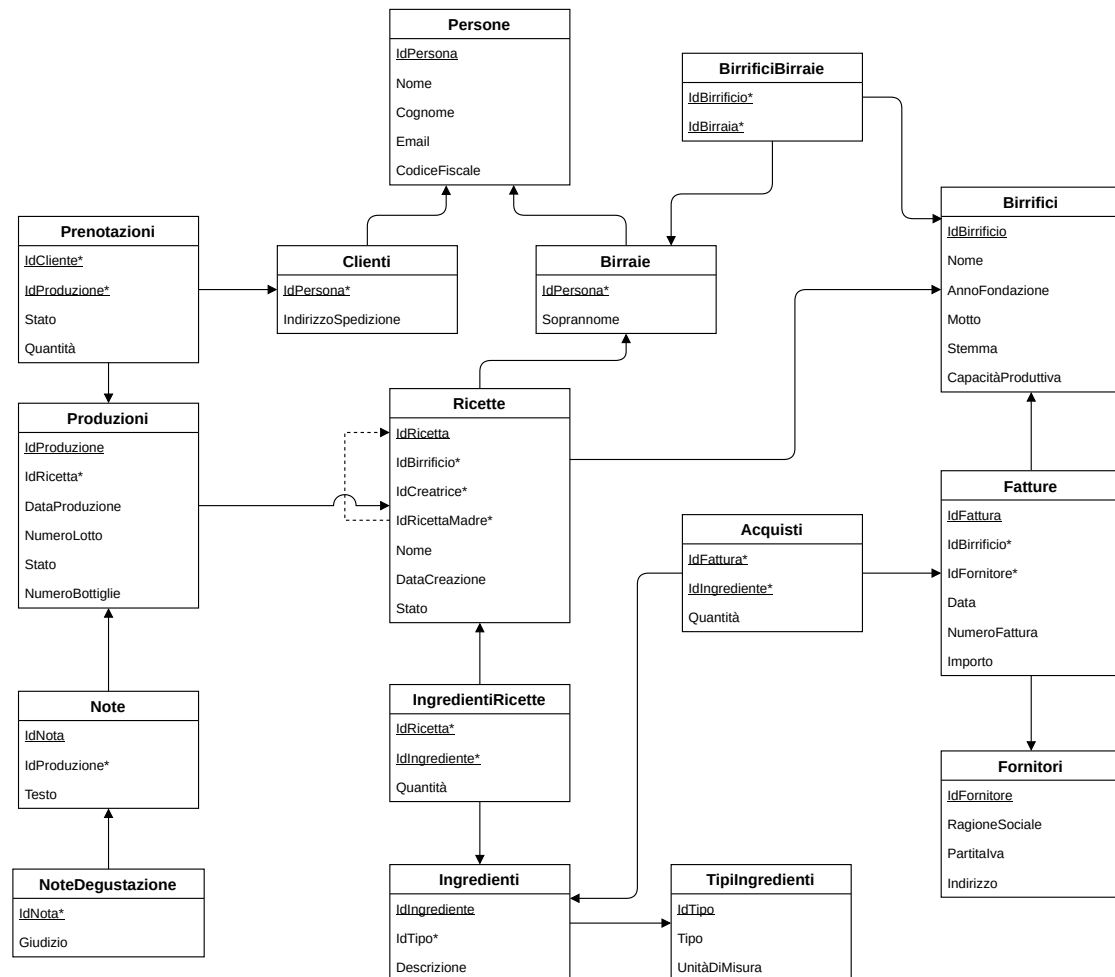 Persone
IdPersona
Nome
Cognome
Email
CodiceFiscale
BirrificiBirraie
IdBirrificio*
IdBirraia*
Birrifici
IdBirrificio
Nome
AnnoFondazione
Motto
Stemma
CapacitàProduttiva
Prenotazioni
IdCliente*
IdProduzione*
Stato
Quantità
Clienti
IdPersona*
IndirizzoSpedizione
Birraie
IdPersona*
Soprannome
Produzioni
IdProduzione
IdRicetta*
DataProduzione
NumeroLotto
Stato
NumeroBottiglie
Ricette
IdRicetta
IdBirrificio*
IdCreatrice*
IdRicettaMadre*
Nome
DataCreazione
Stato
Acquisti
IdFattura*
IdIngrediente*
Quantità
Fatture
IdFattura
IdBirrificio*
IdFornitore*
Data
NumeroFattura
Importo
Note
IdNota
IdProduzione*
Testo
IngredientiRicette
IdRicetta*
IdIngrediente*
Quantità
Fornitori
IdFornitore
RagioneSociale
PartitaIva
Indirizzo
NoteDegustazione
IdNota*
Giudizio
Ingredienti
IdIngrediente
IdTipo*
Descrizione
TipiIngredienti
IdTipo
Tipo
UnitàDiMisura